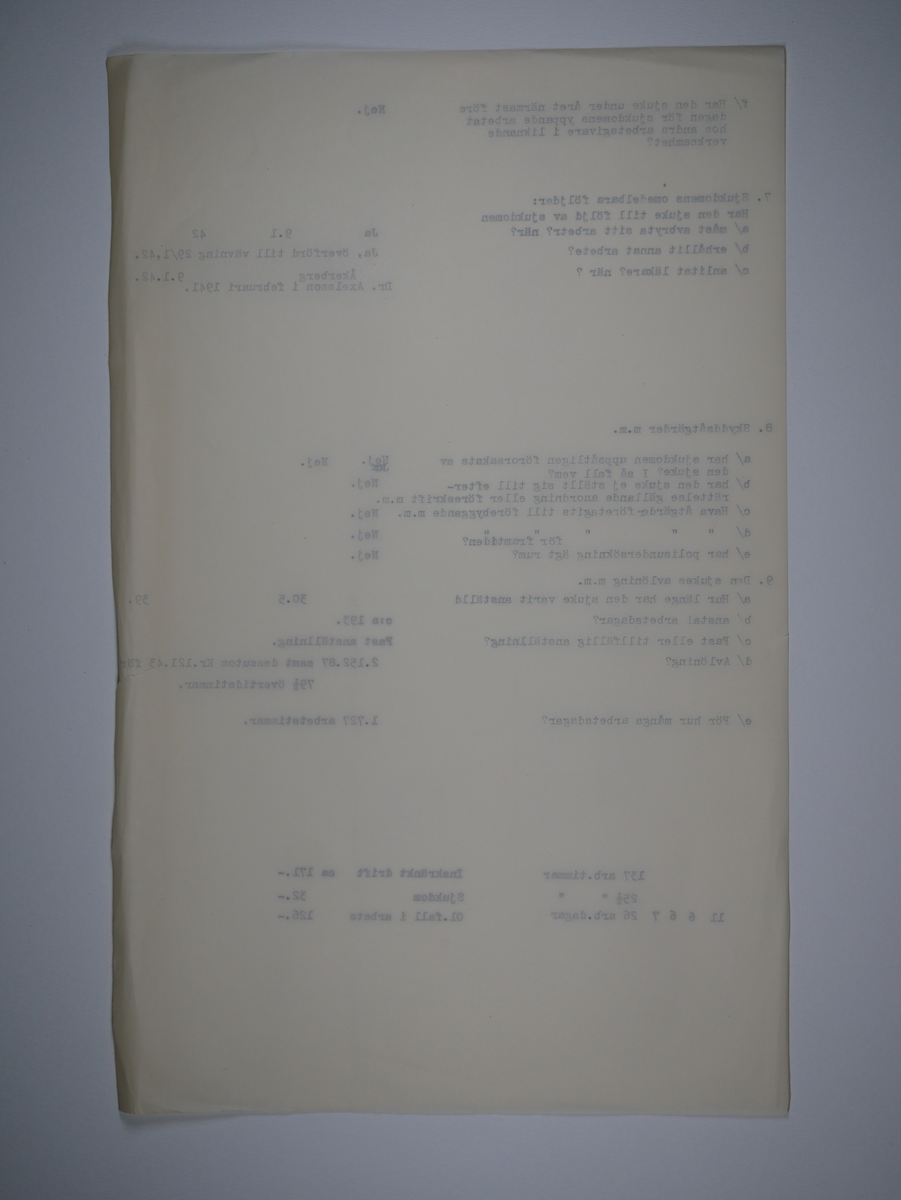 f/ Har den sjuke under året närmast före Nej.
dagen för sjukdomens yppande arbetat
hos andra arbetsgivare i liknande
verksamhet?
7. Sjukdomens omedelbara följder:
Har den sjuke till följd av sjukdomen
a/ måst avbryta sitt arbetr? när? Ja 9.1 42
b/ erhållit annat arbete? Ja, överförd till vävning 29/1.42.
c/ anlitat läkare? när ? Åkerberg 9.1.42.
Dr. Axelson i februari 1941.
8. Skyddsåtgärder m.m.
a/ har sjukdomen uppsåtligen förorsakats av Nej. Nej.
den sjuke? I så fall vem?
b/ har den sjuke ej ställt sig till efter- Nej.
rättelse gällande anordning eller föreskrift m.m.
c/ Hava åtgärder företagits till förebyggande m.m. Nej.
d/ " " " " " Nej.
för framtiden?
e/ har polisundersökning ägt rum? Nej.
9. Den sjukes avlöning m.m.
a/ Hur länge har den sjuke varit anställd 30.5 39.
b/ antal arbetsdagar? c:a 193.
c/ Fast eller tillfällig anställning? Fast anställning.
d/ Avlöning? 2.152.87 samt dessutom Kr.121.43 för
79½ övertidstimmar.
e/ För hur många arbetsdagar? 1.727 arbetstimmar.
137 arb.timmar Inskränkt drift om 171.-
25½ " " Sjukdom 32.-
11 6 6 7 26 arb.dagar Ol.fall i arbete 126.-